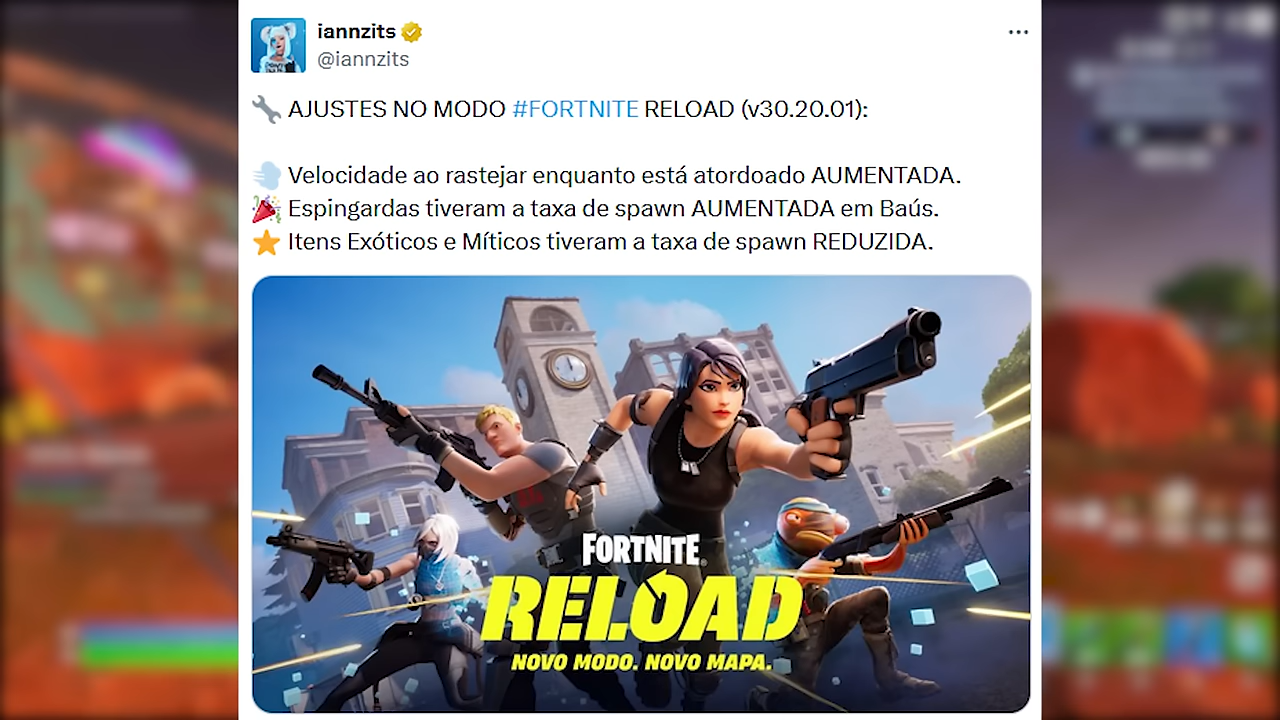 iannzits
@iannzits
AJUSTES NO MODO #FORTNITE RELOAD (v30.20.01):
Velocidade ao rastejar enquanto está atordoado AUMENTADA.
Espingardas tiveram a taxa de spawn AUMENTADA em Baús.
Itens Exóticos e Míticos tiveram a taxa de spawn REDUZIDA.
FORTNITE
RELOAD
NOVO MODO. NOVO MAPA.